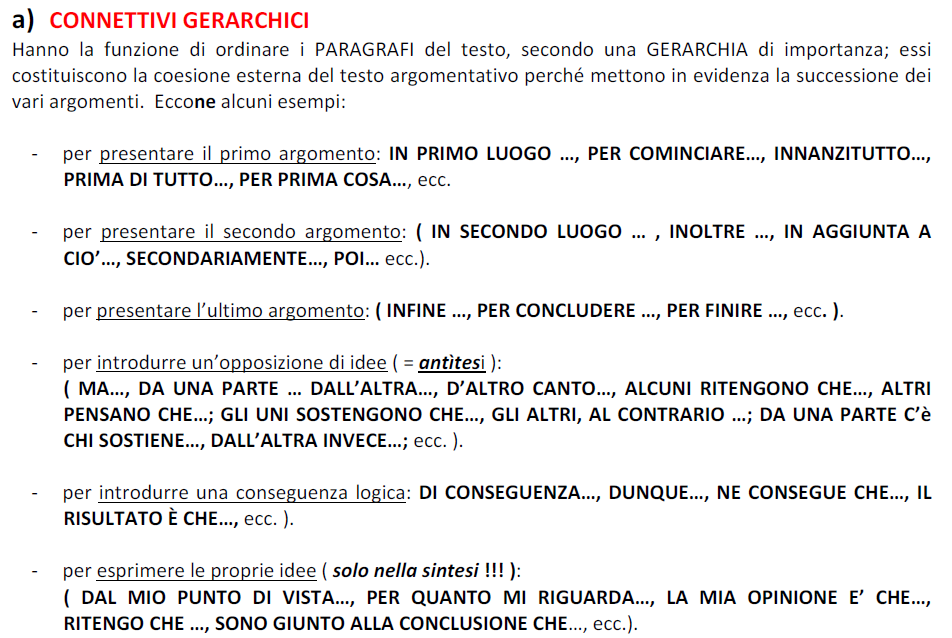 a) CONNETTIVI GERARCHICI
Hanno la funzione di ordinare i PARAGRAFI del testo, secondo una GERARCHIA di importanza; essi
costituiscono la coesione esterna del testo argomentativo perché mettono in evidenza la successione dei
vari argomenti. Eccone alcuni esempi:
- per presentare il primo argomento: IN PRIMO LUOGO …, PER COMINCIARE…, INNANZITUTTO…,
PRIMA DI TUTTO…, PER PRIMA COSA…, ecc.
- per presentare il secondo argomento: ( IN SECONDO LUOGO … , INOLTRE …, IN AGGIUNTA A
CIO’…, SECONDARIAMENTE…, POI… ecc.).
- per presentare l’ultimo argomento: ( INFINE …, PER CONCLUDERE …, PER FINIRE …, ecc. ).
- per introdurre un’opposizione di idee ( = antìtesi ):
( MA…, DA UNA PARTE … DALL’ALTRA…, D’ALTRO CANTO…, ALCUNI RITENGONO CHE…, ALTRI
PENSANO CHE…; GLI UNI SOSTENGONO CHE…, GLI ALTRI, AL CONTRARIO …; DA UNA PARTE C’è
CHI SOSTIENE…, DALL’ALTRA INVECE…; ecc. ).
- per introdurre una conseguenza logica: DI CONSEGUENZA…, DUNQUE…, NE CONSEGUE CHE…, IL
RISULTATO È CHE…, ecc. ).
- per esprimere le proprie idee ( solo nella sintesi !!! ):
( DAL MIO PUNTO DI VISTA…, PER QUANTO MI RIGUARDA…, LA MIA OPINIONE E’ CHE…,
RITENGO CHE …, SONO GIUNTO ALLA CONCLUSIONE CHE…, ecc.).